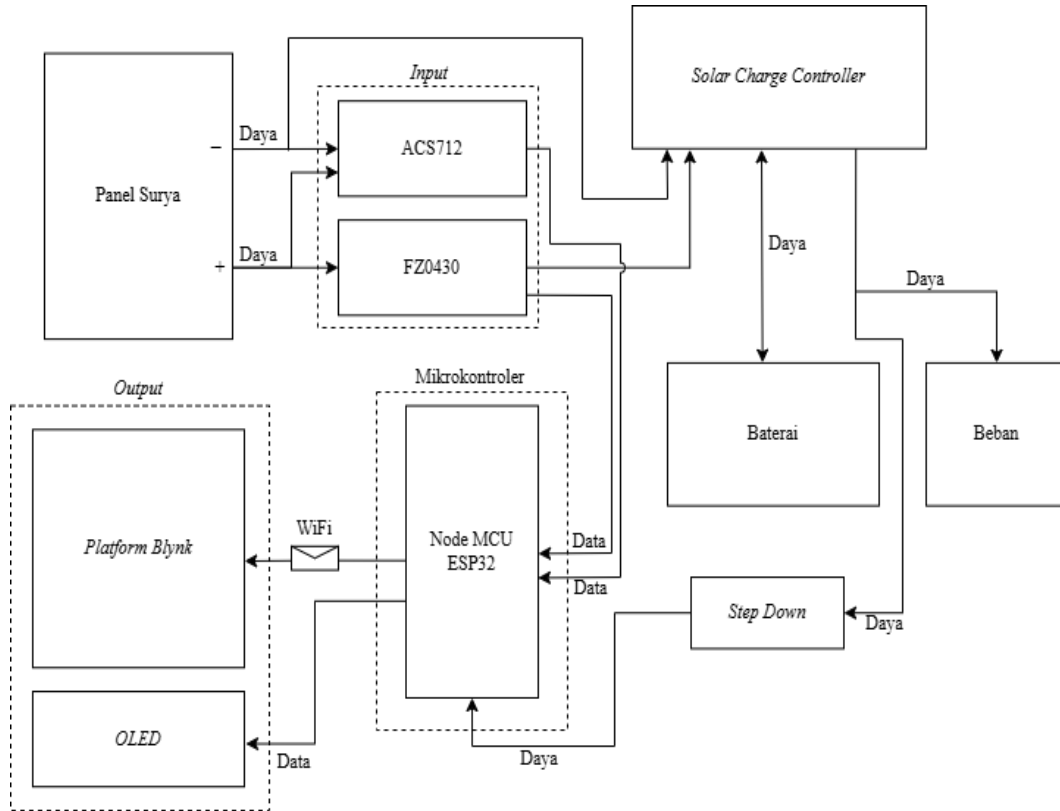 Solar Charge Controller
Input
Daya
−
ACS712
Panel Surya
Daya
+
FZ0430
Daya
Daya
Output
Mikrokontroler
Baterai
Beban
WiFi
Platform Blynk
Node MCU
ESP32
Data
Data
Step Down
Daya
OLED
Data
Daya